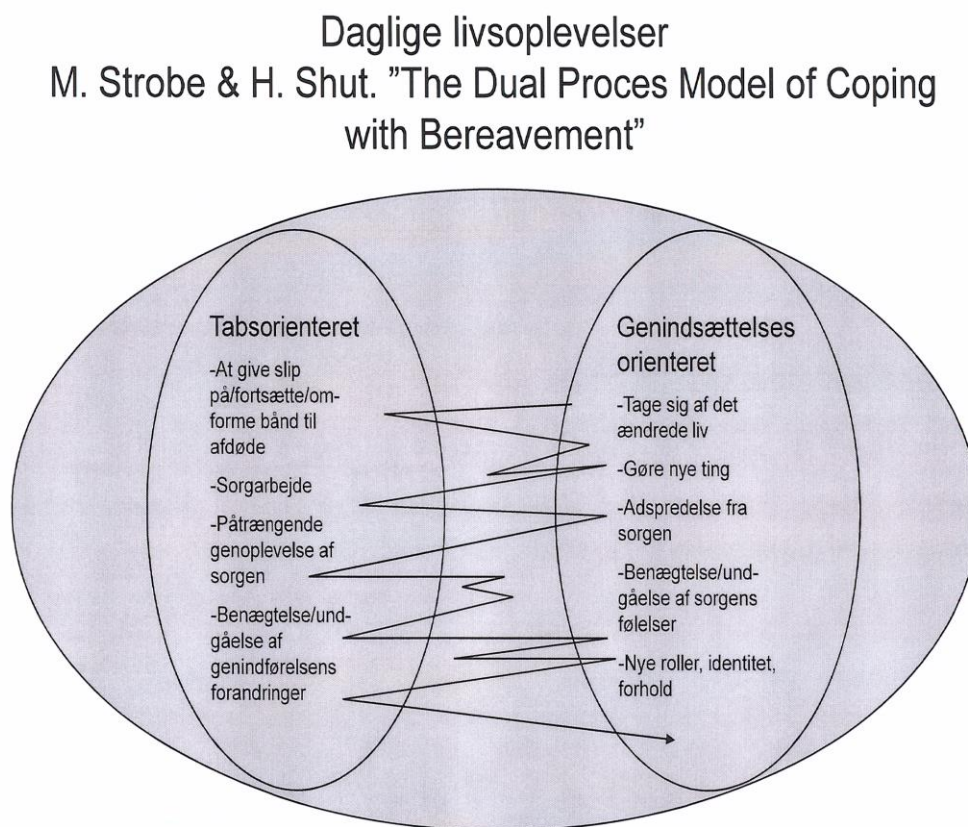 Daglige livsoplevelser
M. Strobe & H. Shut. ”The Dual Proces Model of Coping
with Bereavement”
Tabsorienteret
-At give slip
på/fortsætte/om-
forme bånd til
afdøde
-Sorgarbejde
-Påtrængende
genoplevelse af
sorgen
-Benægtelse/und-
gåelse af
genindførelsens
forandringer
Genindsættelses
orienteret
-Tage sig af det
ændrede liv
-Gøre nye ting
-Adspredelse fra
sorgen
-Benægtelse/und-
gåelse af sorgens
følelser
-Nye roller, identitet,
forhold